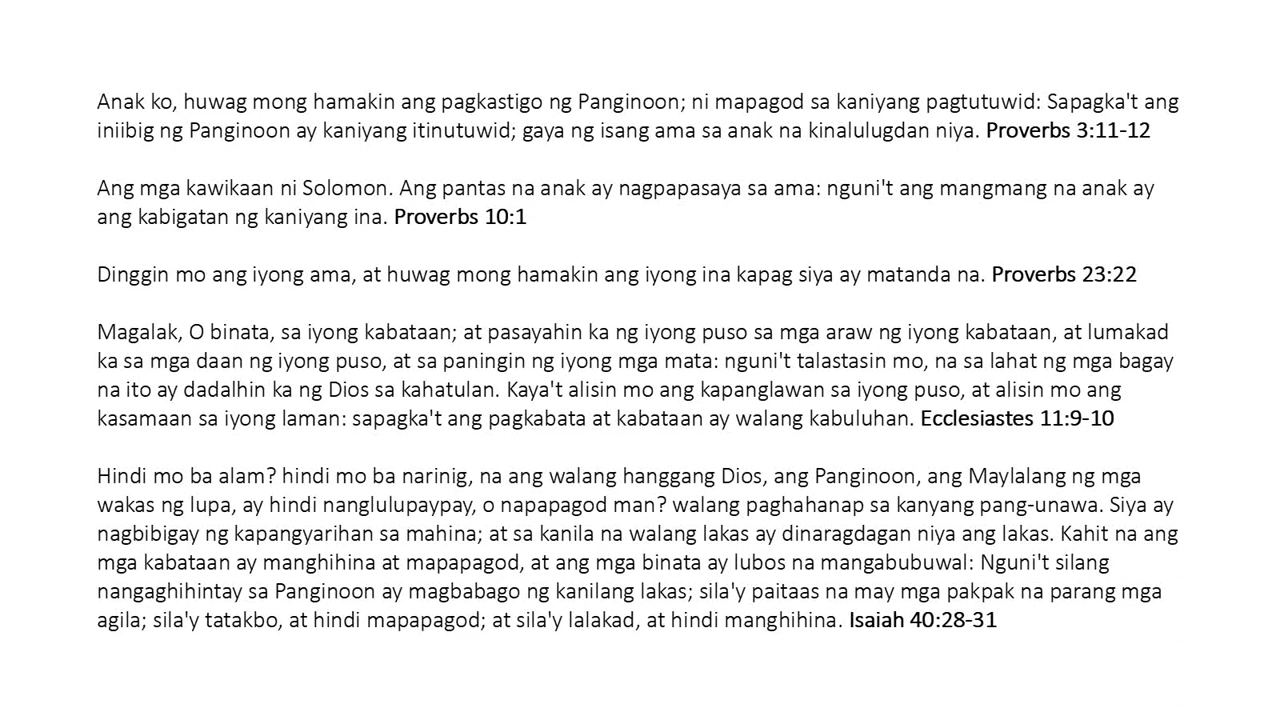 Anak ko, huwag mong hamakin ang pagkastigo ng Panginoon; ni mapagod sa kaniyang pagtutuwid: Sapagka't ang
iniibig ng Panginoon ay kaniyang itinutuwid; gaya ng isang ama sa anak na kinalulugdan niya. Proverbs 3:11-12
Ang mga kawikaan ni Solomon. Ang pantas na anak ay nagpapasaya sa ama: nguni't ang mangmang na anak ay
ang kabigatan ng kaniyang ina. Proverbs 10:1
Dinggin mo ang iyong ama, at huwag mong hamakin ang iyong ina kapag siya ay matanda na. Proverbs 23:22
Magalak, O binata, sa iyong kabataan; at pasayahin ka ng iyong puso sa mga araw ng iyong kabataan, at lumakad
ka sa mga daan ng iyong puso, at sa paningin ng iyong mga mata: nguni't talastasin mo, na sa lahat ng mga bagay
na ito ay dadalhin ka ng Dios sa kahatulan. Kaya't alisin mo ang kapanglawan sa iyong puso, at alisin mo ang
kasamaan sa iyong laman: sapagka't ang pagkabata at kabataan ay walang kabuluhan. Ecclesiastes 11:9-10
Hindi mo ba alam? hindi mo ba narinig, na ang walang hanggang Dios, ang Panginoon, ang Maylalang ng mga
wakas ng lupa, ay hindi nanglulupaypay, o napapagod man? walang paghahanap sa kanyang pang-unawa. Siya ay
nagbibigay ng kapangyarihan sa mahina; at sa kanila na walang lakas ay dinaragdagan niya ang lakas. Kahit na ang
mga kabataan ay manghihina at mapapagod, at ang mga binata ay lubos na mangabubuwal: Nguni't silang
nangaghihintay sa Panginoon ay magbabago ng kanilang lakas; sila'y paitaas na may mga pakpak na parang mga
agila; sila'y tatakbo, at hindi mapapagod; at sila'y lalakad, at hindi manghihina. Isaiah 40:28-31